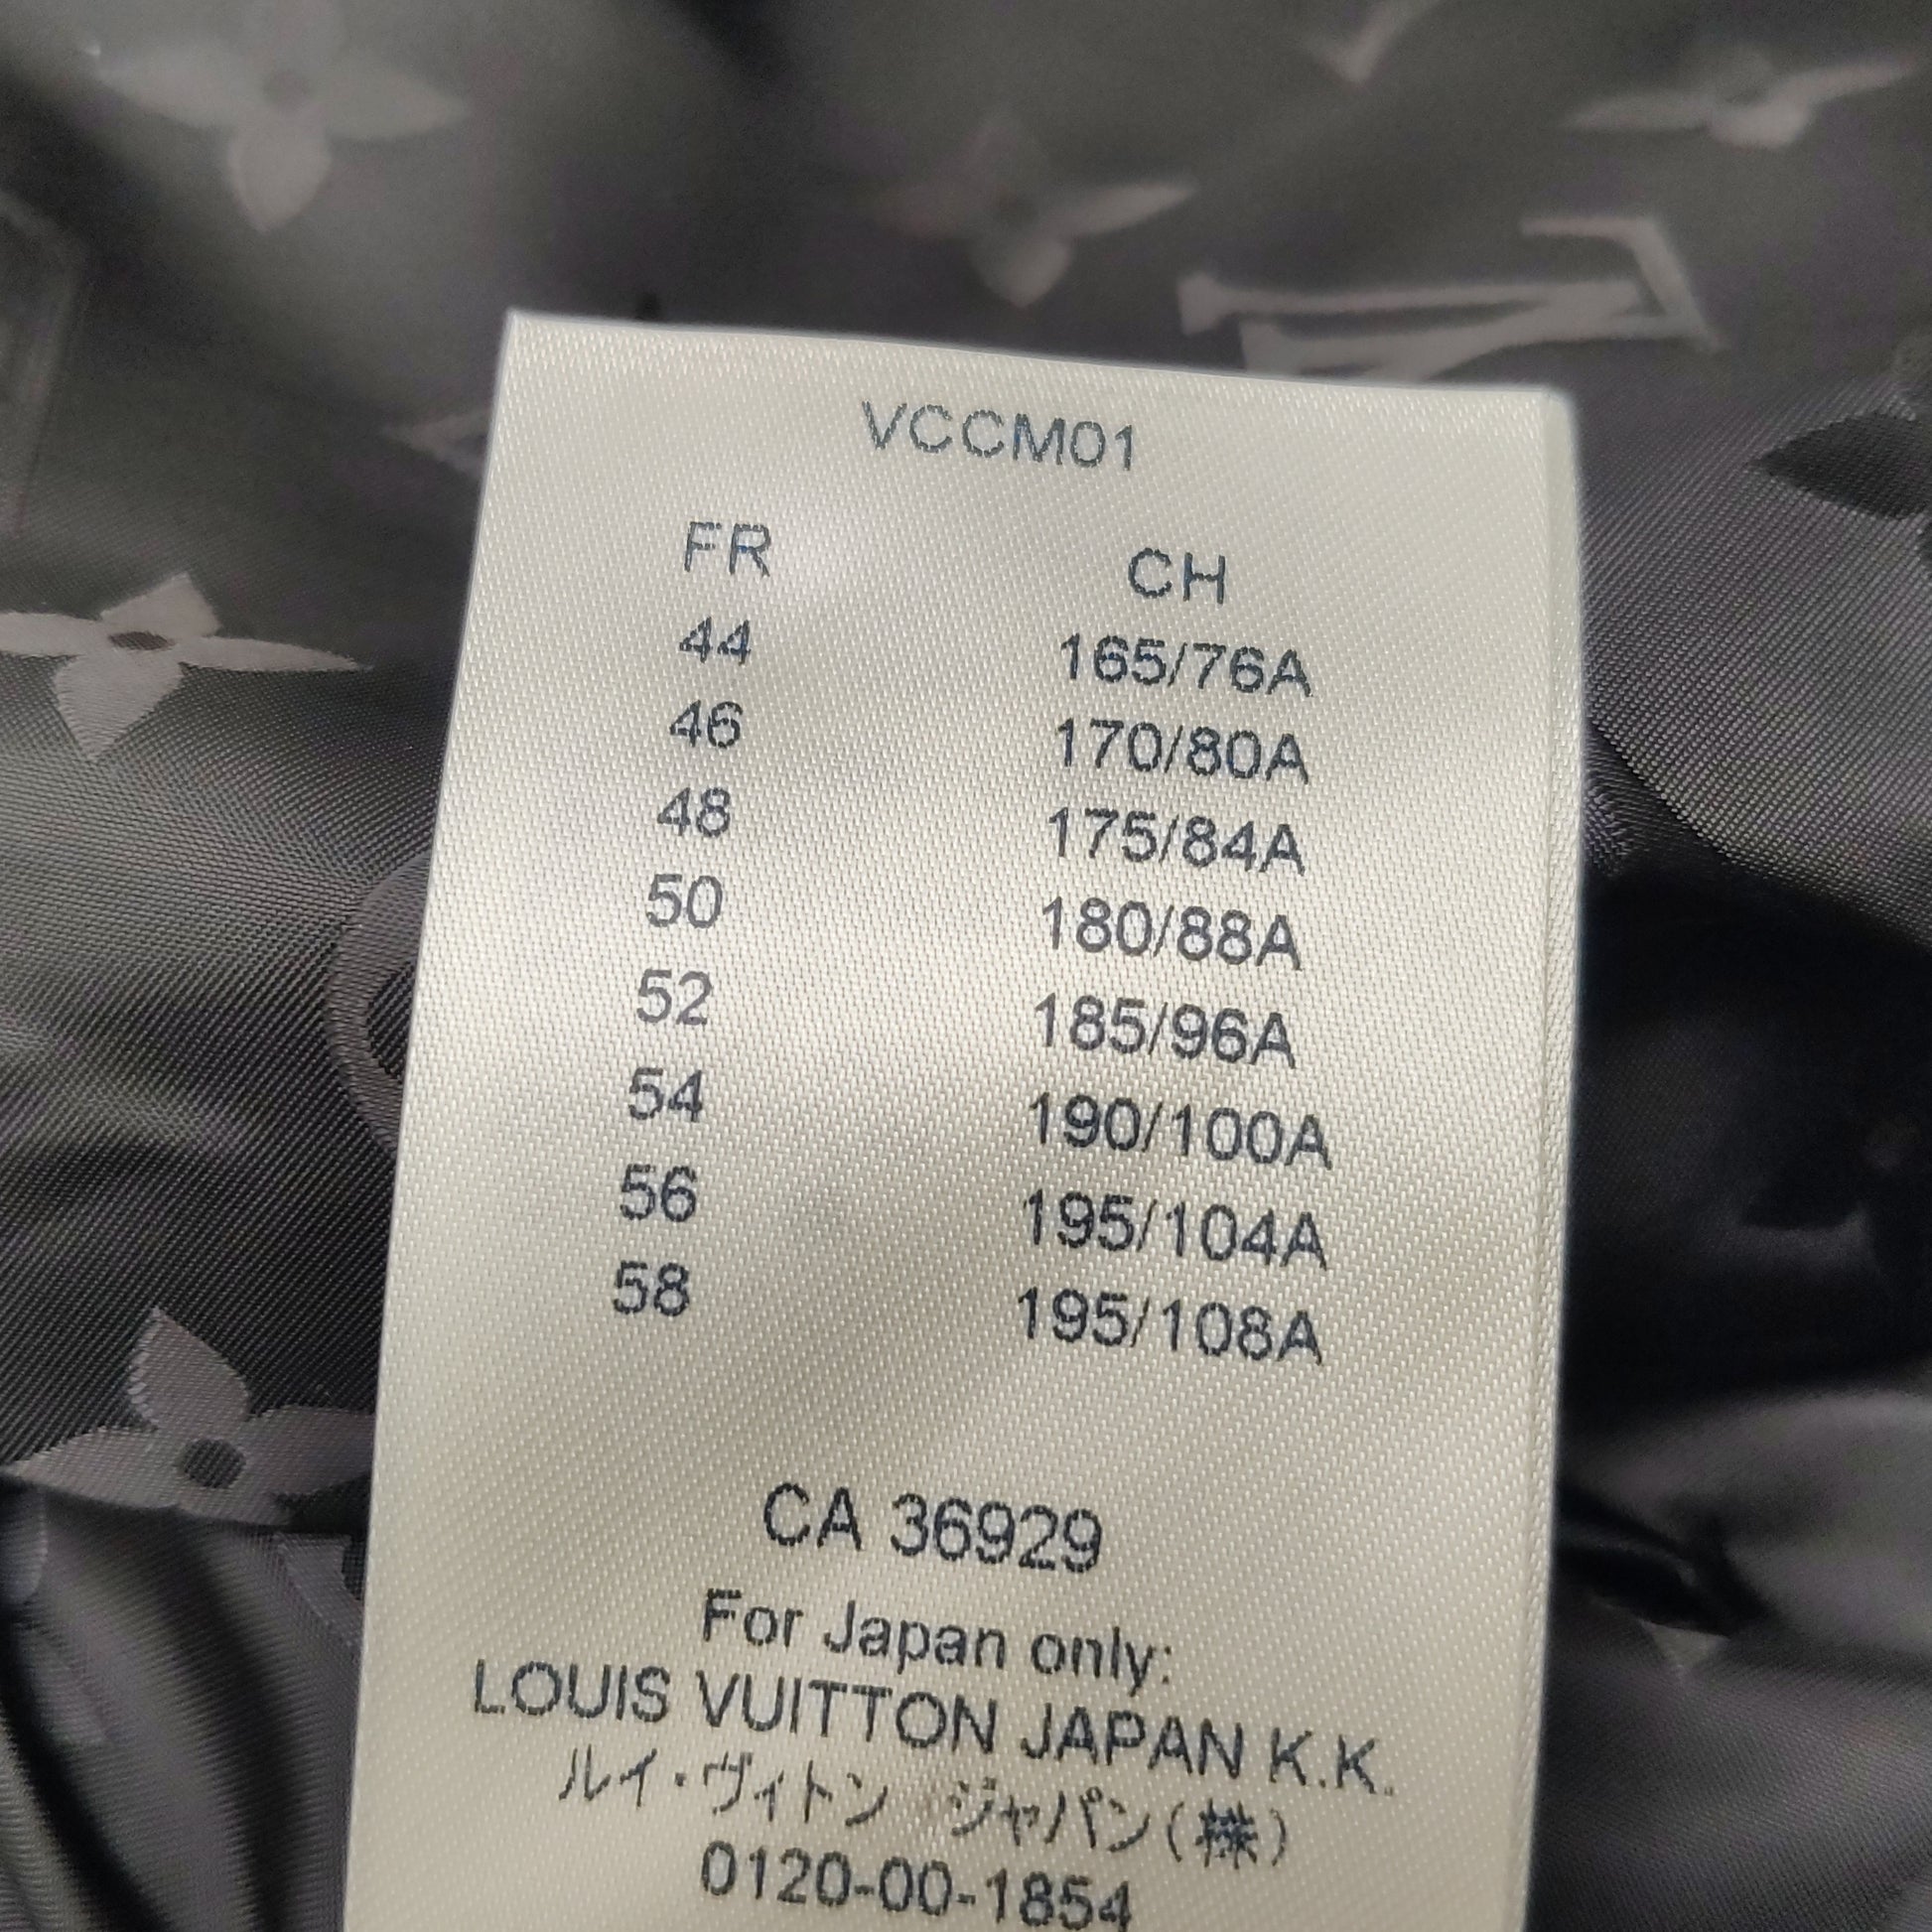 VCCM01
FR CH
44 165/76A
46 170/80A
48 175/84A
50 180/88A
52 185/96A
54 190/100A
56 195/104A
58 195/108A
CA 36929
For Japan only:
LOUIS VUITTON JAPAN K.K.
ルイ・ヴィトン ジャパン(株)
0120-00-1854